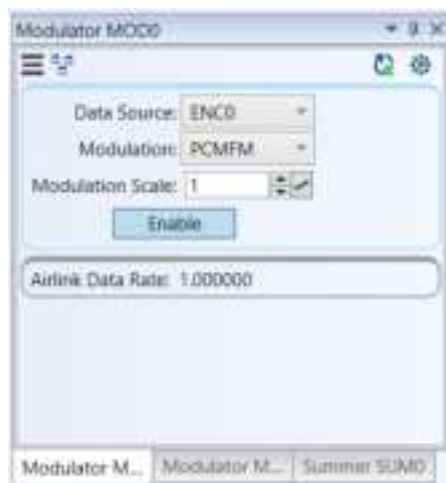 Modulator MOD0
Data Source: ENC0
Modulation: PCMFM
Modulation Scale: 1
Enable
Airlink Data Rate: 1.000000
Modulator M... Modulator M... Summer SUM0